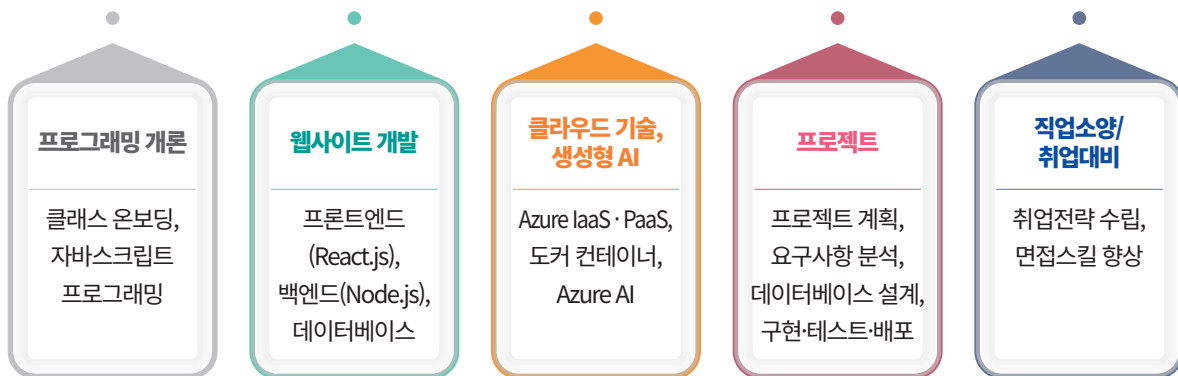 프로그래밍 개론
클래스 온보딩,
자바스크립트
프로그래밍
웹사이트 개발
프론트엔드
(React.js),
백엔드(Node.js),
데이터베이스
클라우드 기술,
생성형 AI
Azure IaaS · PaaS,
도커 컨테이너,
Azure AI
프로젝트
프로젝트 계획,
요구사항 분석,
데이터베이스 설계,
구현·테스트·배포
직업소양/
취업대비
취업전략 수립,
면접스킬 향상